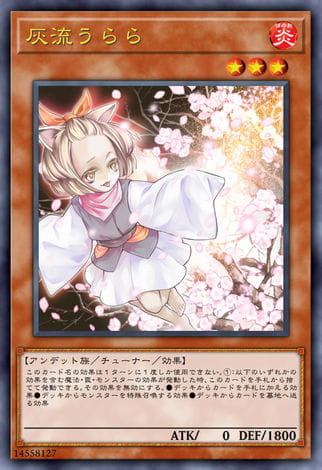 灰流うらら
ほのお
炎
【アンデット族／チューナー／効果】
このカード名の効果は１ターンに１度しか使用できない。①：以下のいずれかの
効果を含む魔法・罠・モンスターの効果が発動した時、このカードを手札から捨
てて発動できる。その効果を無効にする。●デッキからカードを手札に加える効
果●デッキからモンスターを特殊召喚する効果●デッキからカードを墓地へ送
る効果
ATK/ 0 DEF/1800
14558127